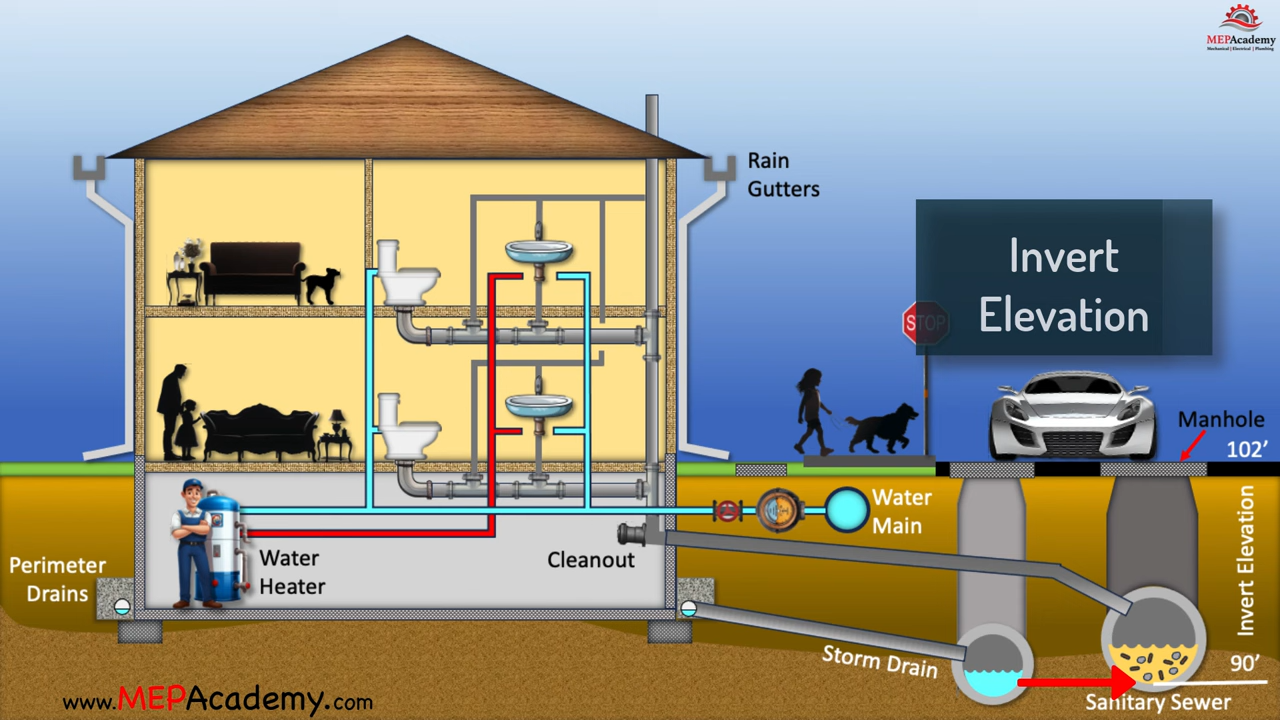 MEPAcademy
Mechanical | Electrical | Plumbing
Rain
Gutters
Invert
Elevation
STOP
Manhole
102'
Water
Main
Invert Elevation
Cleanout
Water
Heater
Perimeter
Drains
Storm Drain
90'
Sanitary Sewer
www.MEPAcademy.com